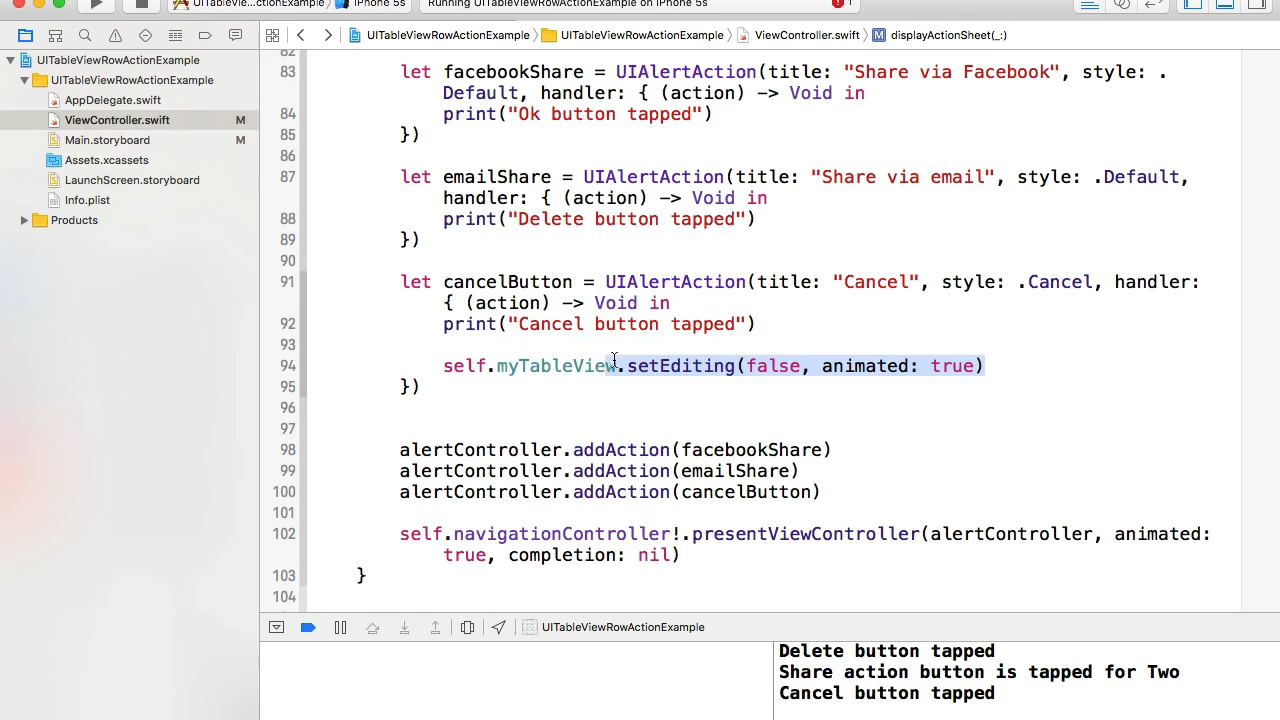 UITableVie...ctionExample
iPhone 5s
Running UITableViewRowActionExample on iPhone 5s
1
UITableViewRowActionExample
UITableViewRowActionExample
AppDelegate.swift
ViewController.swift M
Main.storyboard M
Assets.xcassets
LaunchScreen.storyboard
Info.plist
Products
UITableViewRowActionExample
UITableViewRowActionExample
ViewController.swift
M displayActionSheet(_:)
82
83 let facebookShare = UIAlertAction(title: "Share via Facebook", style: .
Default, handler: { (action) -> Void in
84 print("Ok button tapped")
85 })
86
87 let emailShare = UIAlertAction(title: "Share via email", style: .Default,
handler: { (action) -> Void in
88 print("Delete button tapped")
89 })
90
91 let cancelButton = UIAlertAction(title: "Cancel", style: .Cancel, handler:
{ (action) -> Void in
92 print("Cancel button tapped")
93
94 self.myTableView.setEditing(false, animated: true)
95 })
96
97
98 alertController.addAction(facebookShare)
99 alertController.addAction(emailShare)
100 alertController.addAction(cancelButton)
101
102 self.navigationController!.presentViewController(alertController, animated:
true, completion: nil)
103 }
104
UITableViewRowActionExample
Delete button tapped
Share action button is tapped for Two
Cancel button tapped